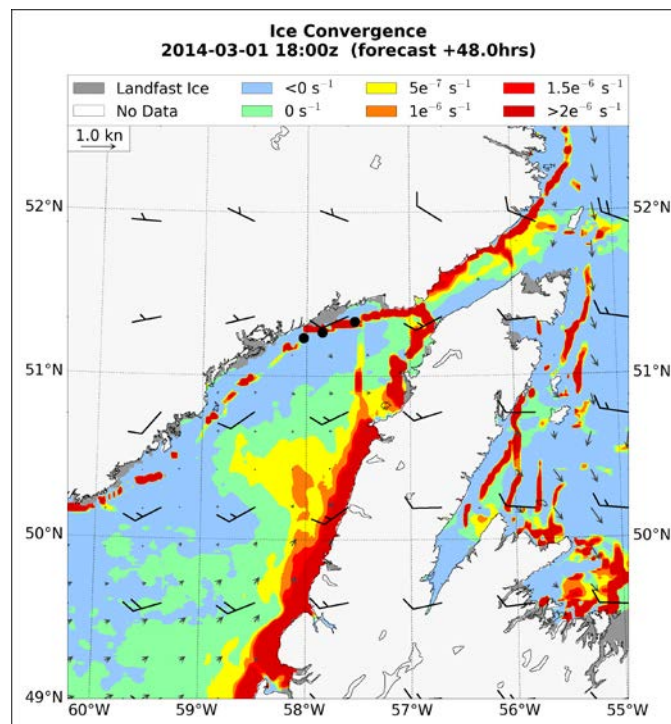 Ice Convergence
2014-03-01 18:00z (forecast +48.0hrs)
Landfast Ice <0 s⁻¹ 5e⁻⁷ s⁻¹ 1.5e⁻⁶ s⁻¹
No Data 0 s⁻¹ 1e⁻⁶ s⁻¹ >2e⁻⁶ s⁻¹
1.0 kn
52°N 52°N
51°N 51°N
50°N 50°N
49°N 49°N
60°W 59°W 58°W 57°W 56°W 55°W